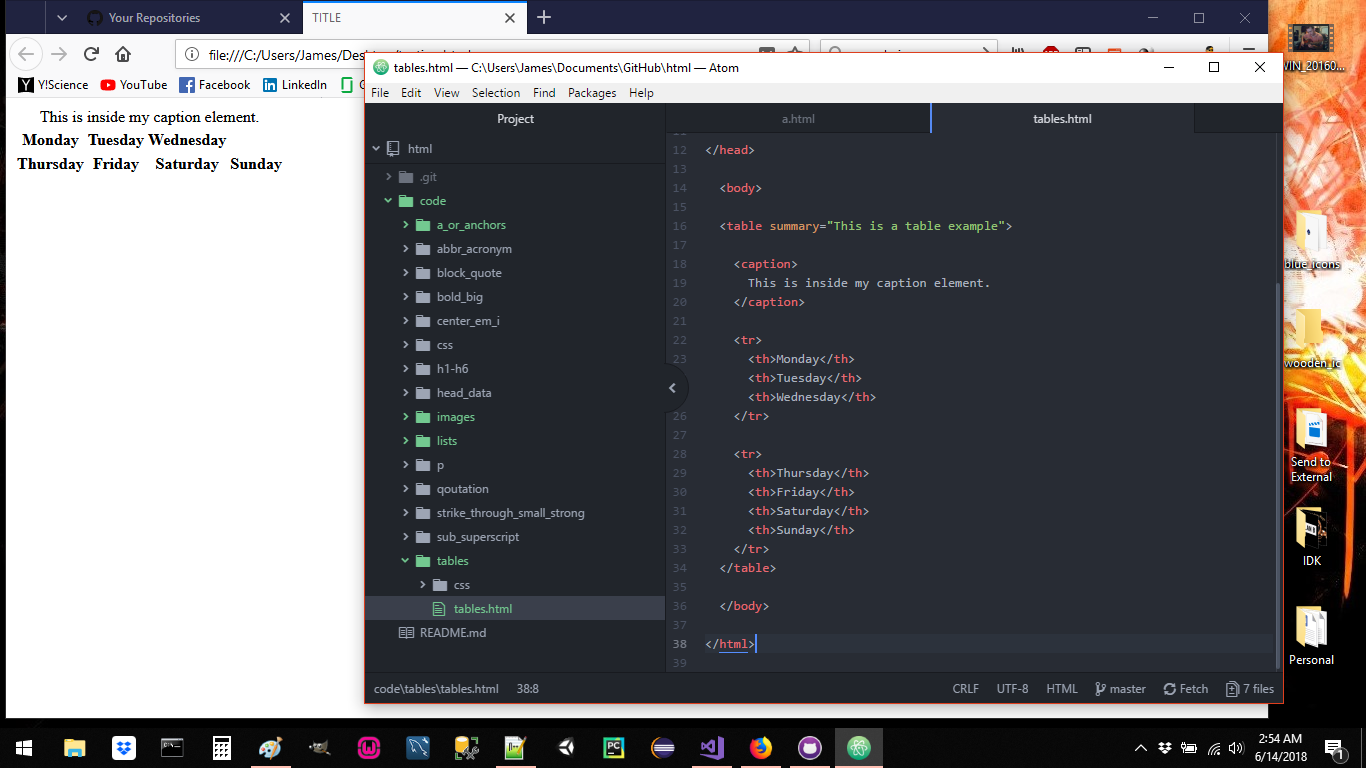 Your Repositories
TITLE
file:///C:/Users/James/Des
Y!Science
YouTube
Facebook
LinkedIn
This is inside my caption element.
Monday Tuesday Wednesday
Thursday Friday Saturday Sunday
tables.html — C:\Users\James\Documents\GitHub\html — Atom
File Edit View Selection Find Packages Help
Project
html
.git
code
a_or_anchors
abbr_acronym
block_quote
bold_big
center_em_i
css
h1-h6
head_data
images
lists
p
qoutation
strike_through_small_strong
sub_superscript
tables
css
tables.html
README.md
a.html
tables.html
12 </head>
13
14 <body>
15
16 <table summary="This is a table example">
17
18 <caption>
19 This is inside my caption element.
20 </caption>
21
22 <tr>
23 <th>Monday</th>
<th>Tuesday</th>
<th>Wednesday</th>
26 </tr>
27
28 <tr>
29 <th>Thursday</th>
30 <th>Friday</th>
31 <th>Saturday</th>
32 <th>Sunday</th>
33 </tr>
34 </table>
35
36 </body>
37
38 </html>
39
code\tables\tables.html 38:8
CRLF UTF-8 HTML master Fetch 7 files
WIN_20160...
blue_icons
wooden_ic
Send to
External
IDK
Personal
PC
2:54 AM
6/14/2018
1